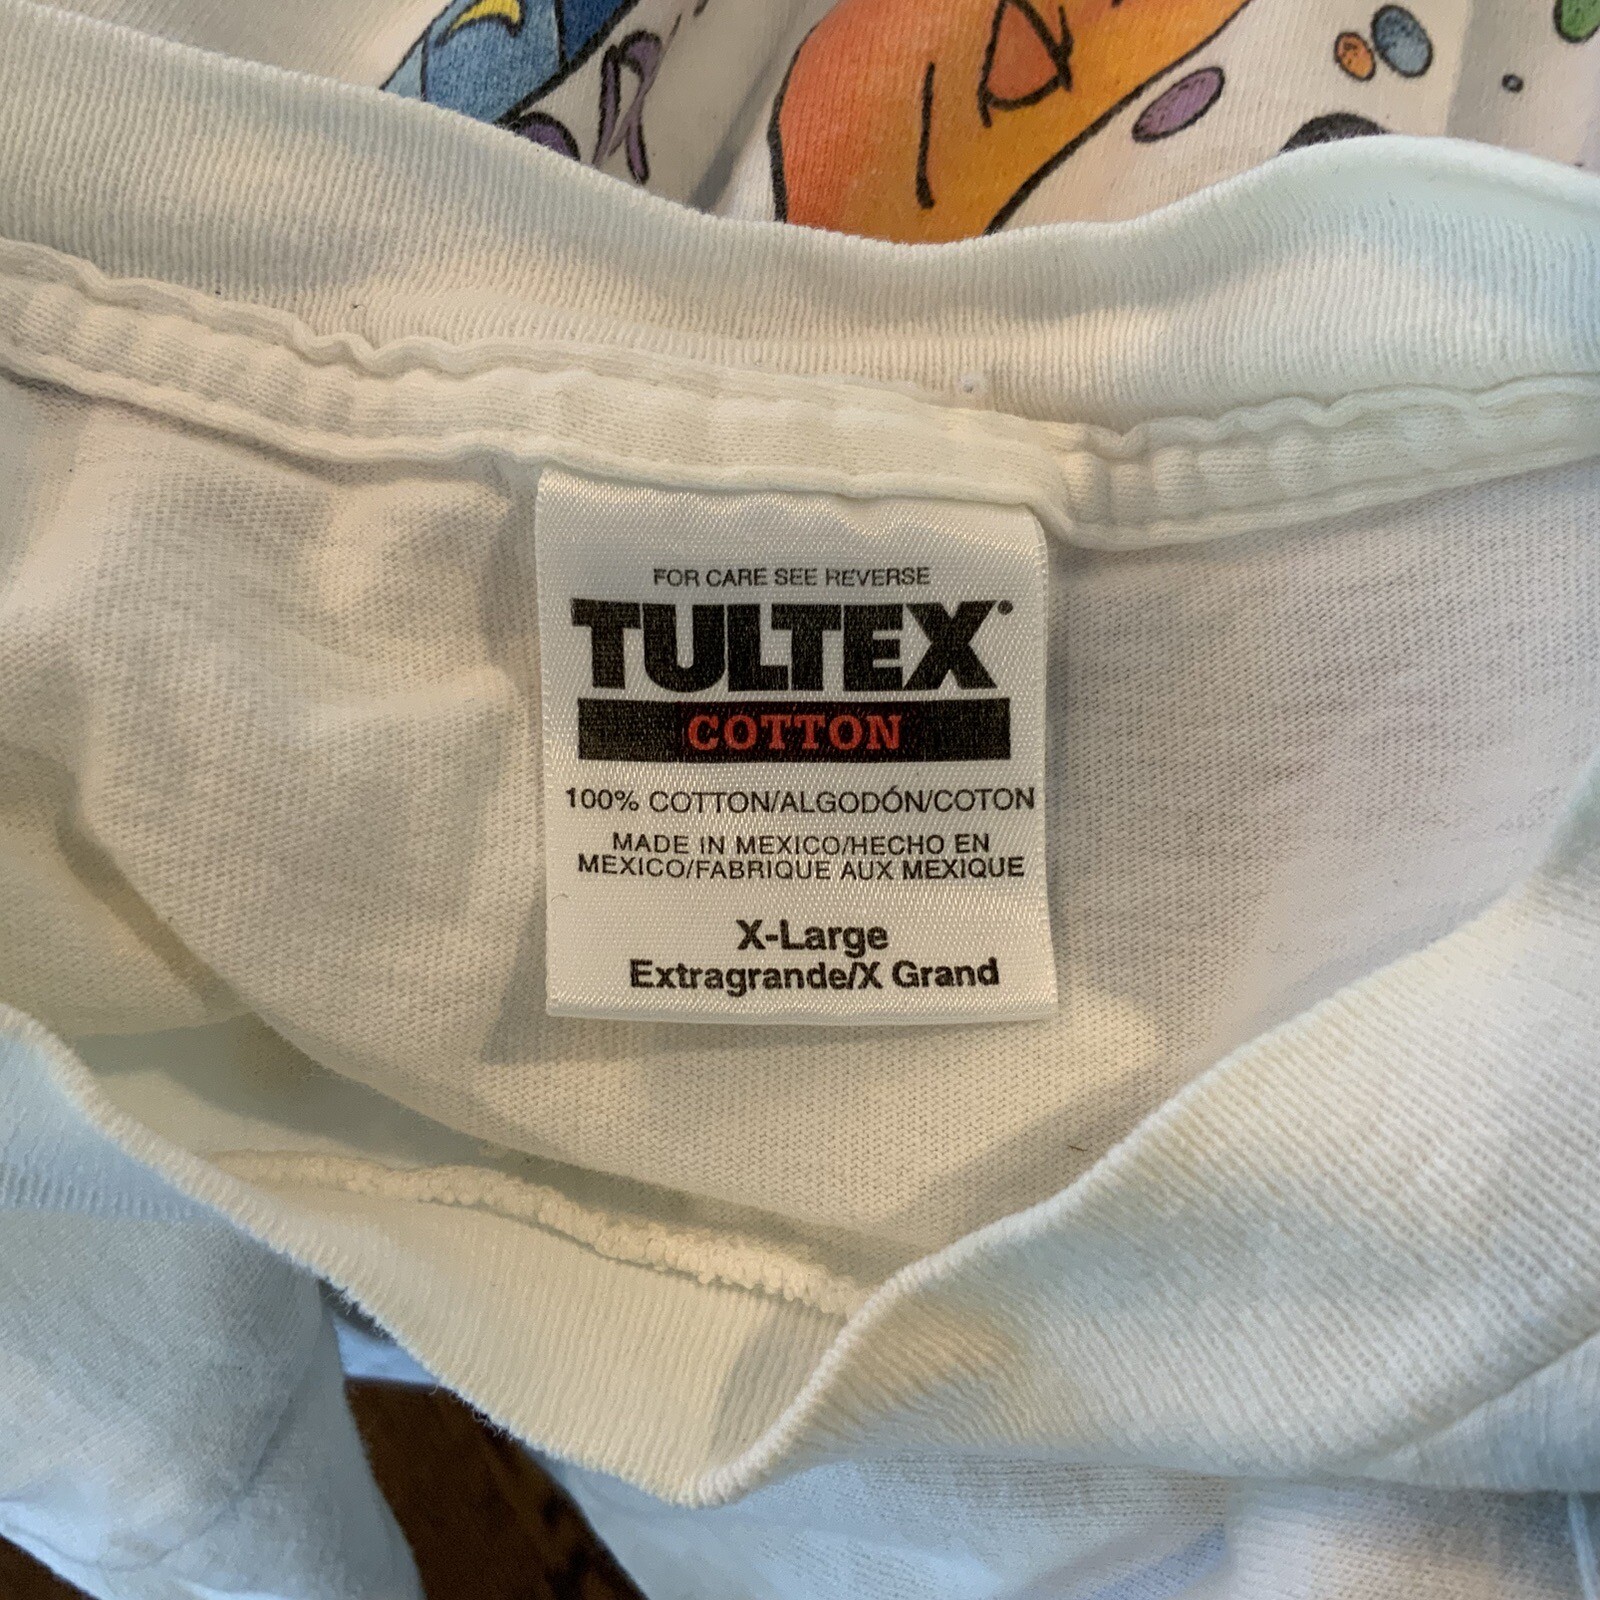 FOR CARE SEE REVERSE
TULTEX®
COTTON
100% COTTON/ALGODÓN/COTON
MADE IN MEXICO/HECHO EN
MEXICO/FABRIQUE AUX MEXIQUE
X-Large
Extragrande/X Grand